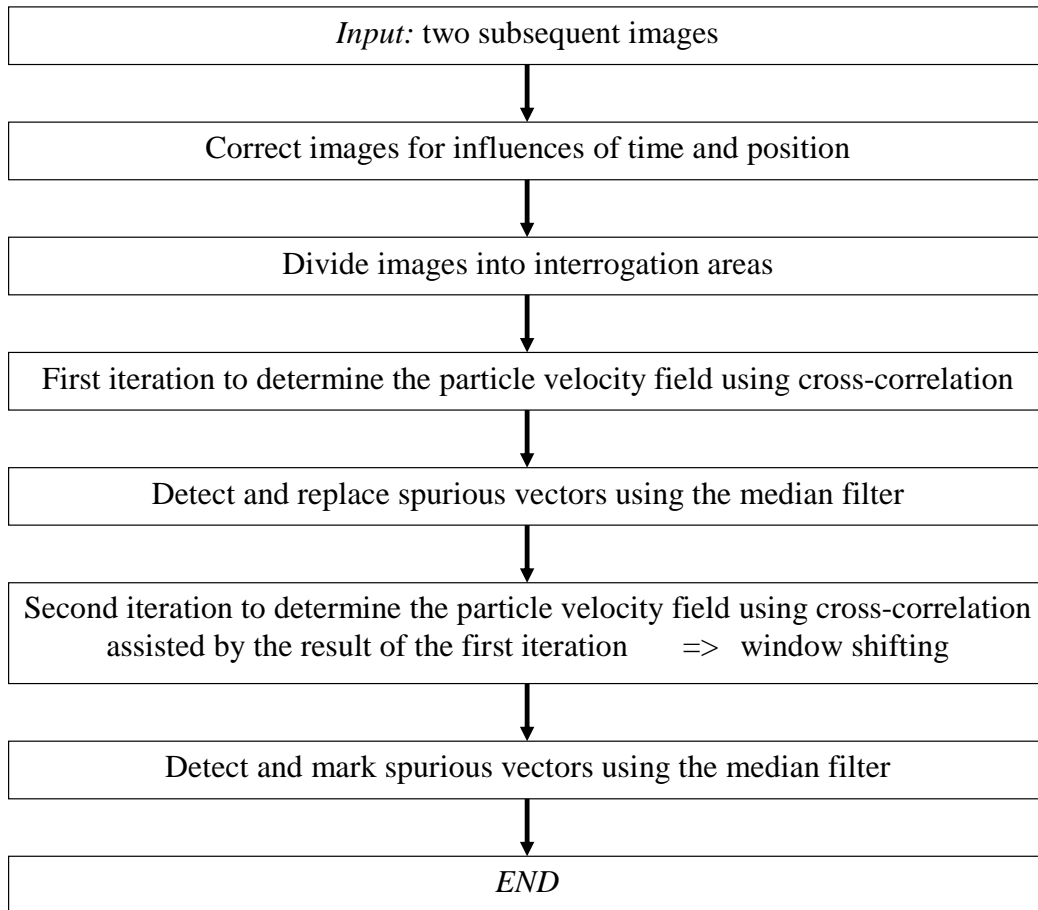 Input: two subsequent images
Correct images for influences of time and position
Divide images into interrogation areas
First iteration to determine the particle velocity field using cross-correlation
Detect and replace spurious vectors using the median filter
Second iteration to determine the particle velocity field using cross-correlation
assisted by the result of the first iteration => window shifting
Detect and mark spurious vectors using the median filter
END